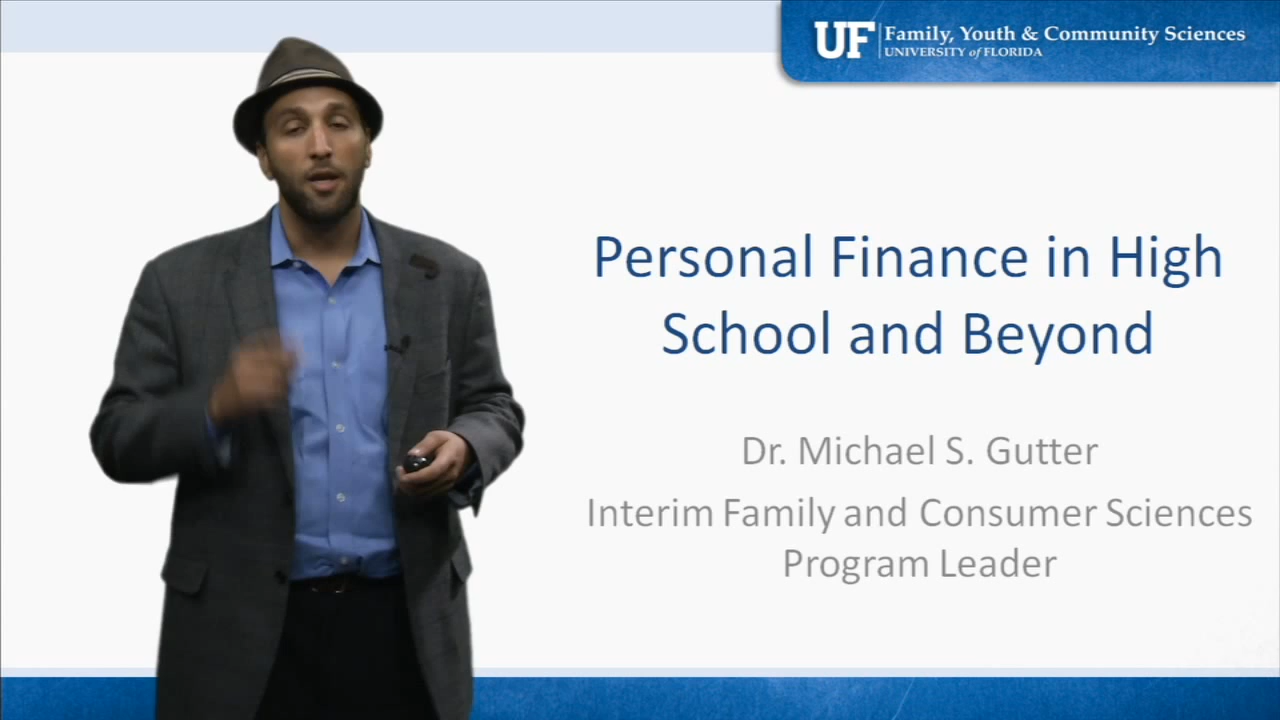 UF Family, Youth & Community Sciences
UNIVERSITY of FLORIDA
Personal Finance in High
School and Beyond
Dr. Michael S. Gutter
Interim Family and Consumer Sciences
Program Leader